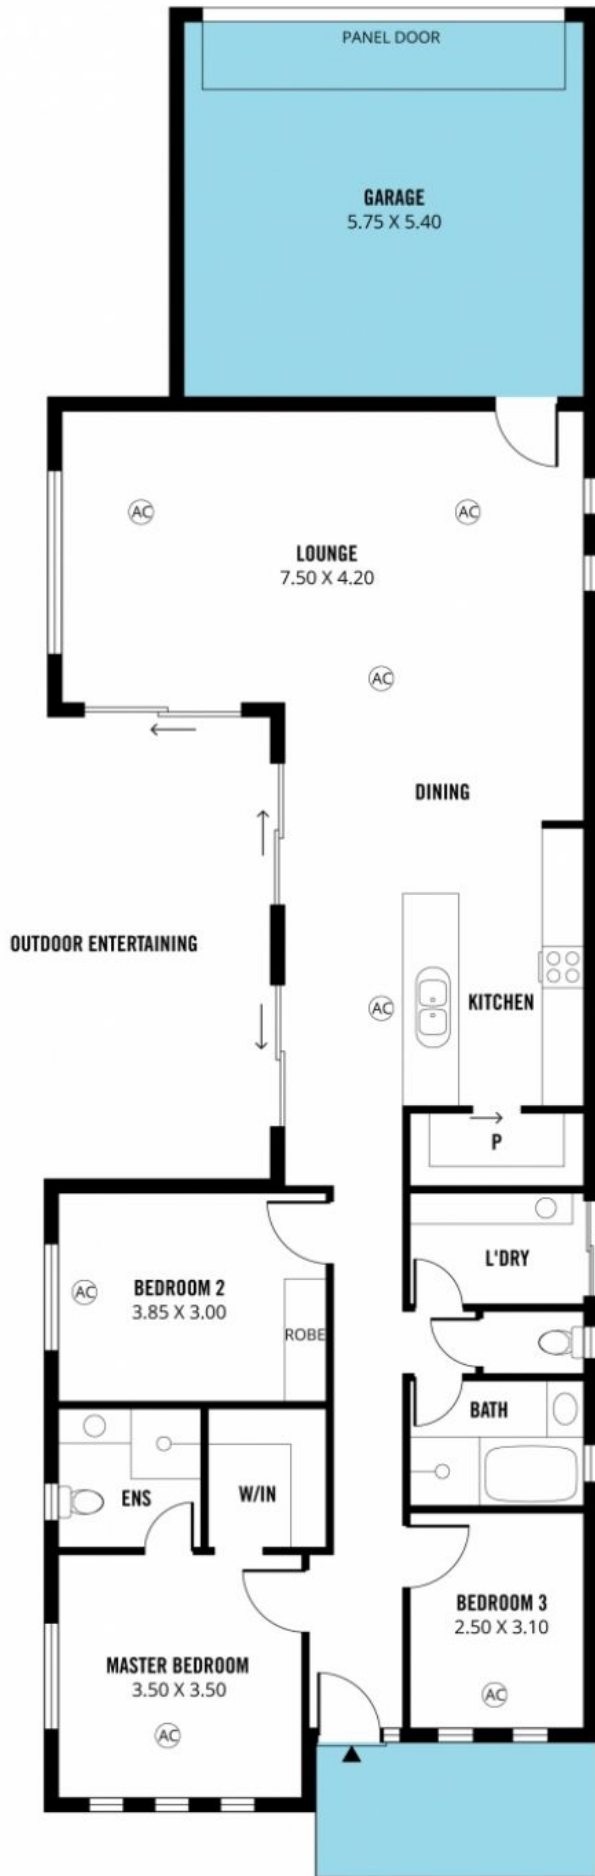 PANEL DOOR
GARAGE
5.75 X 5.40
AC
AC
LOUNGE
7.50 X 4.20
AC
DINING
OUTDOOR ENTERTAINING
KITCHEN
AC
P
L'DRY
BEDROOM 2
3.85 X 3.00
AC
ROBE
BATH
ENS
W/IN
BEDROOM 3
2.50 X 3.10
AC
MASTER BEDROOM
3.50 X 3.50
AC